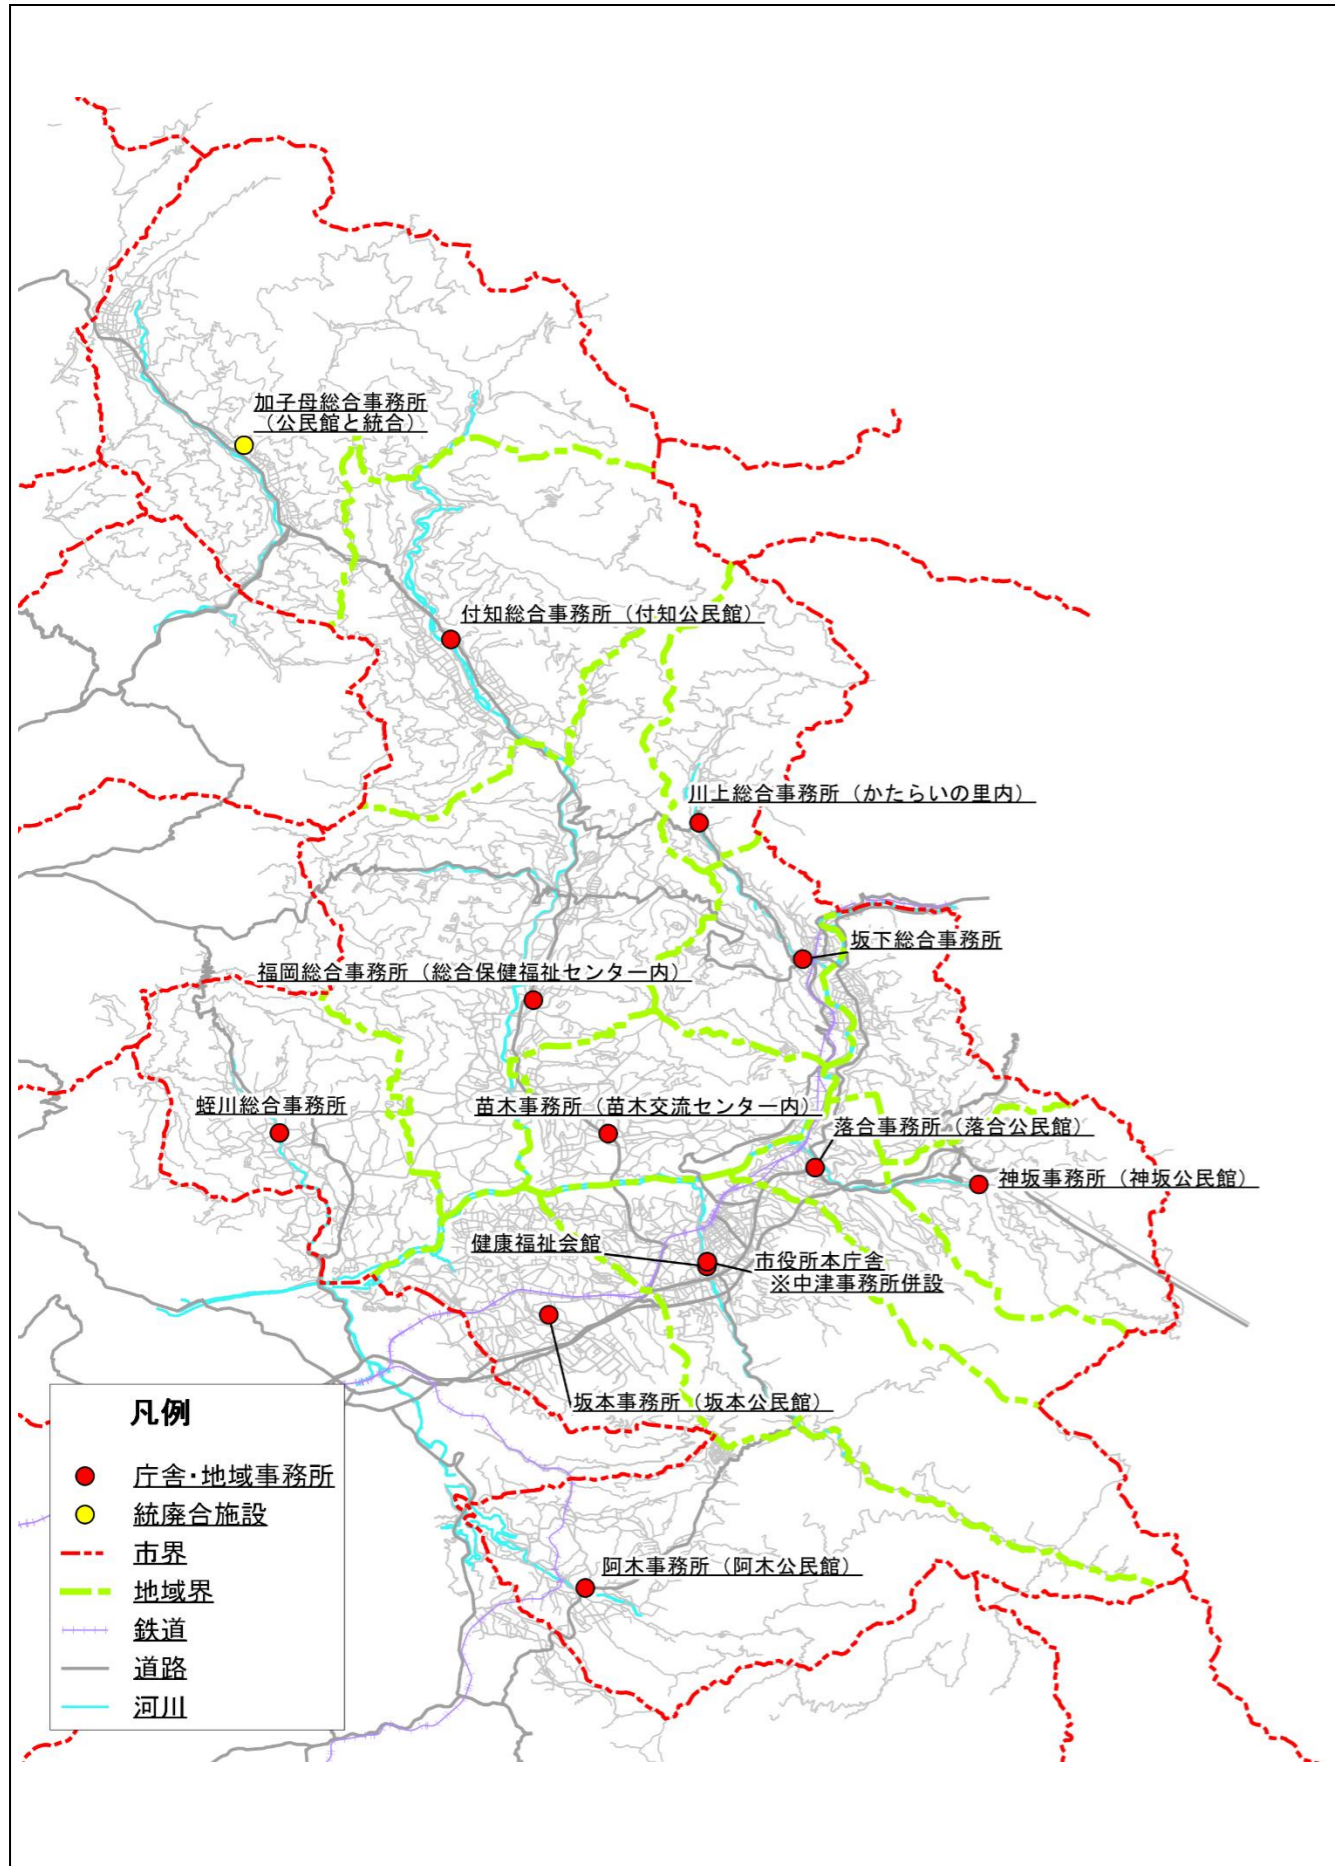 加子母総合事務所
（公民館と統合）
付知総合事務所（付知公民館）
川上総合事務所（かたらいの里内）
坂下総合事務所
福岡総合事務所（総合保健福祉センター内）
蛭川総合事務所
苗木事務所（苗木交流センター内）
落合事務所（落合公民館）
神坂事務所（神坂公民館）
健康福祉会館
市役所本庁舎
※中津事務所併設
坂本事務所（坂本公民館）
阿木事務所（阿木公民館）
凡例
庁舎・地域事務所
統廃合施設
市界
地域界
鉄道
道路
河川